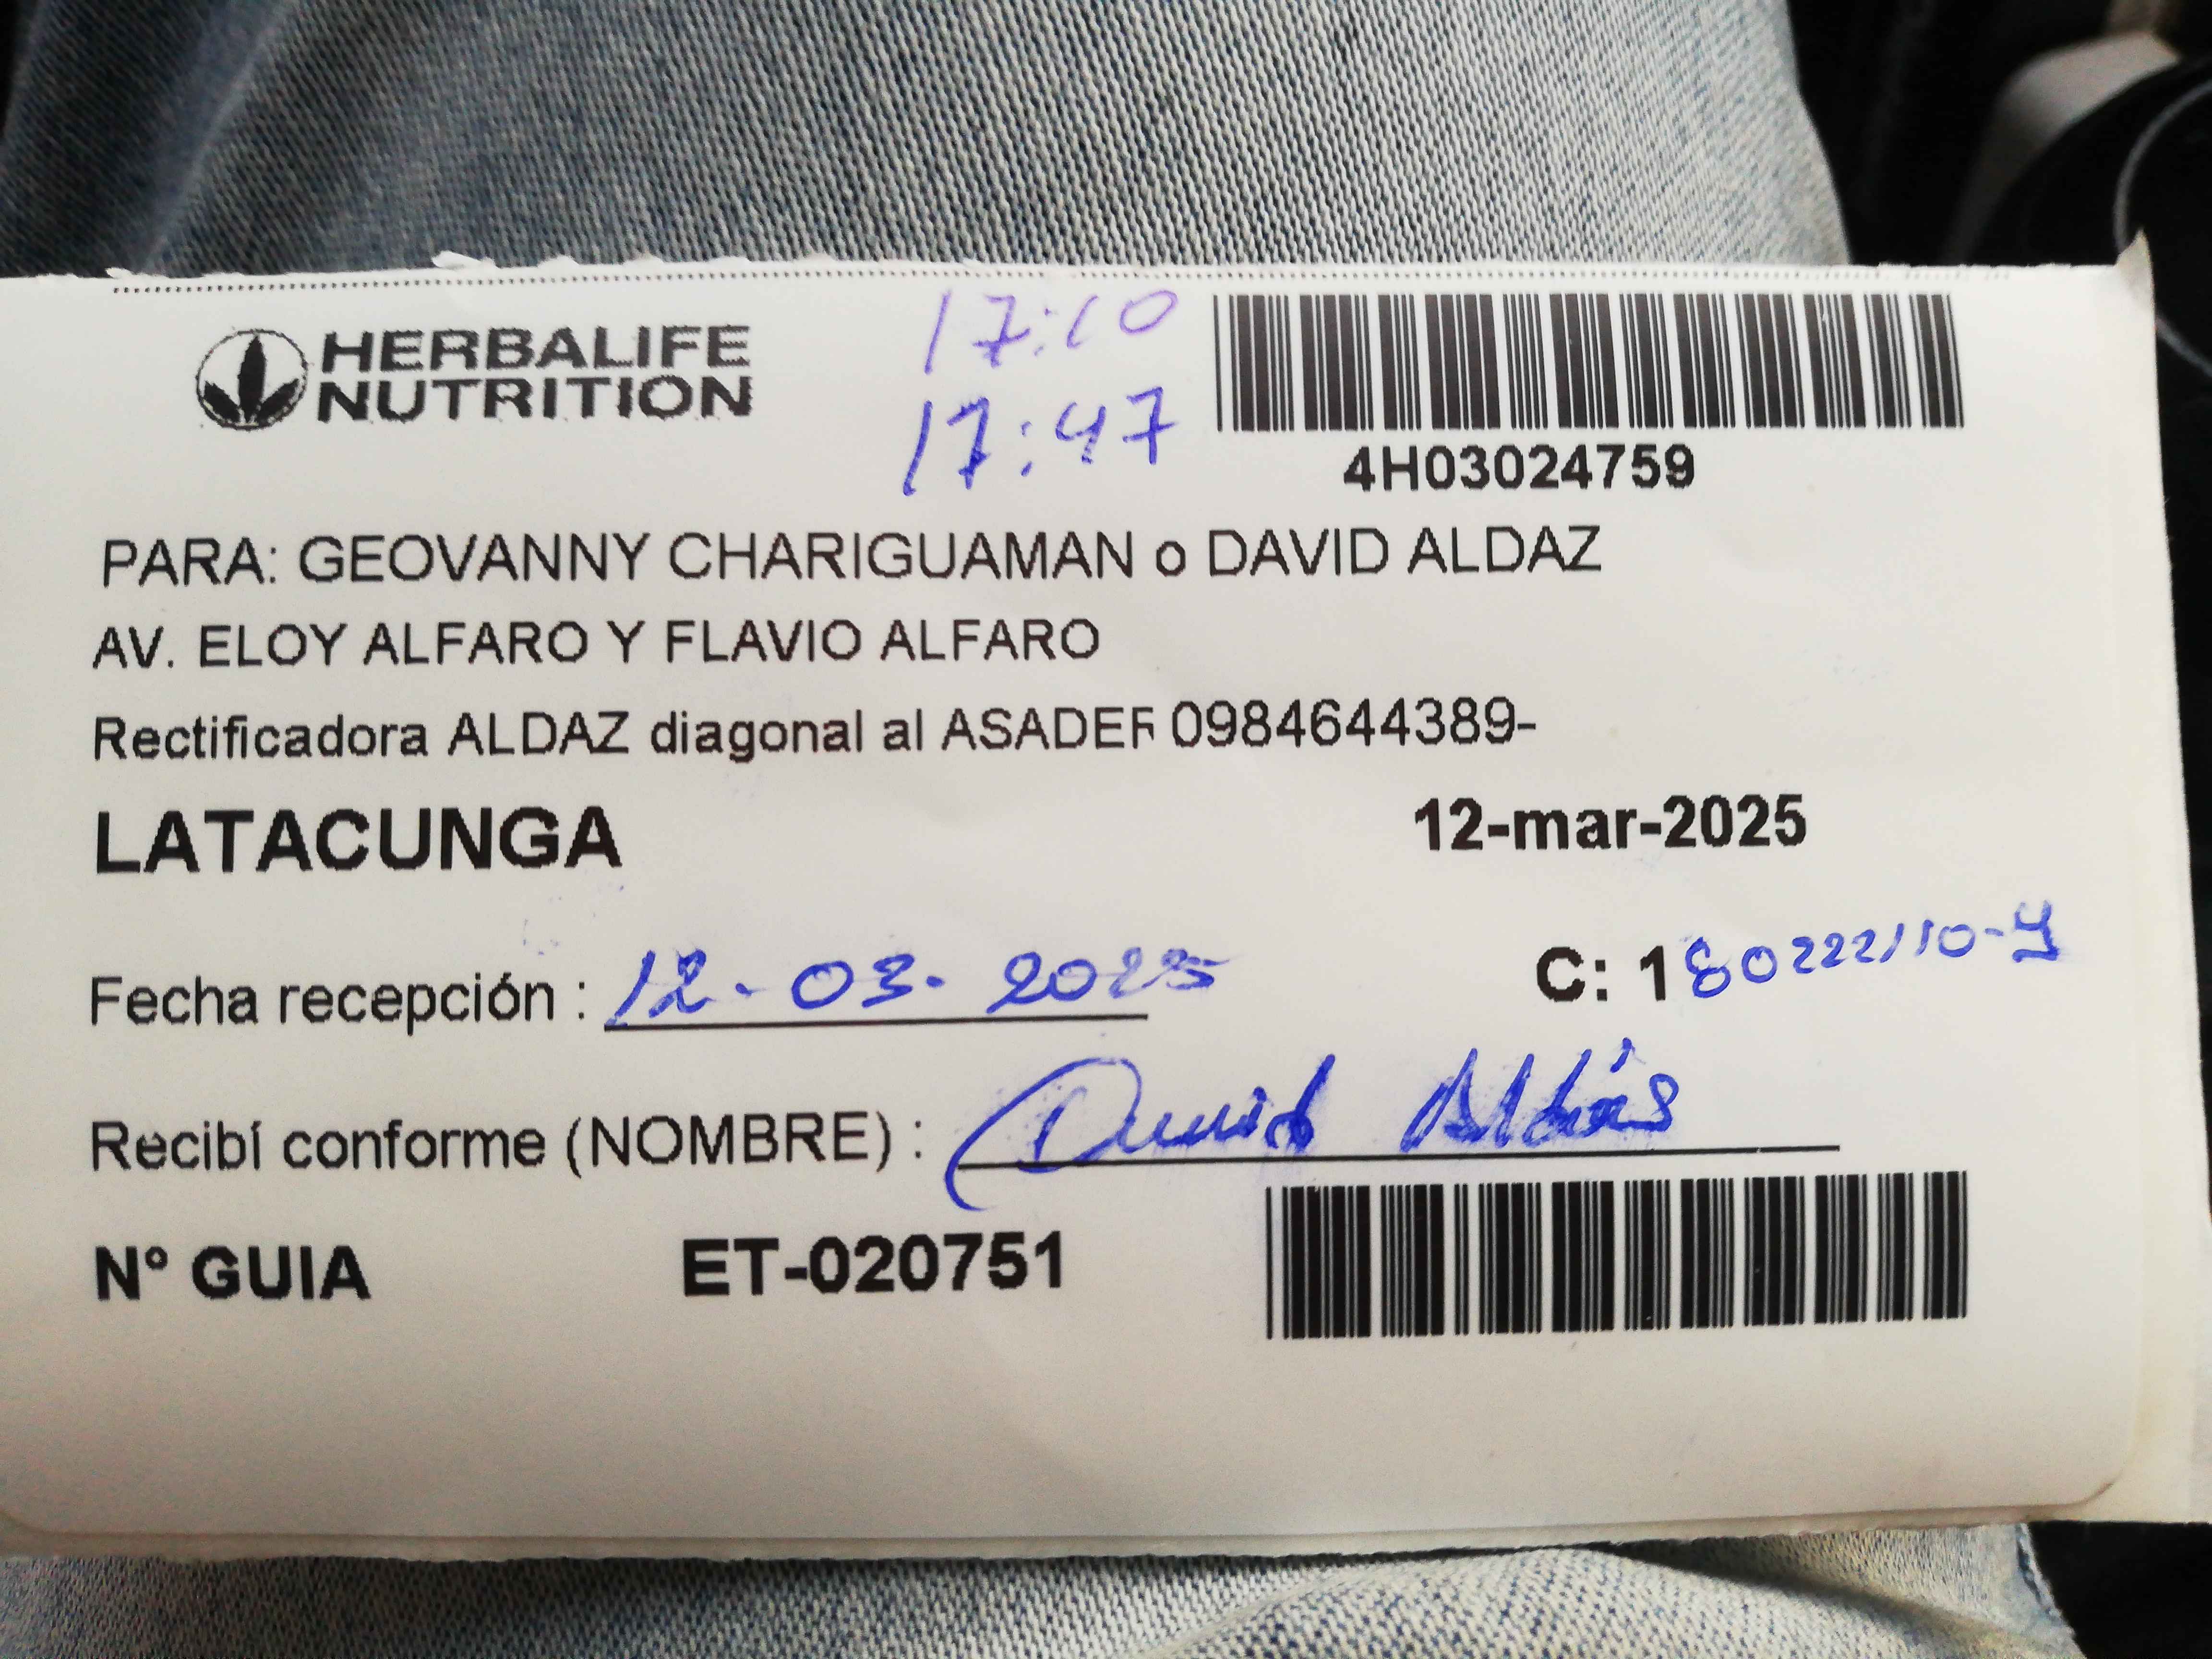 HERBALIFE
NUTRITION
17:10
17:47
4H03024759
PARA: GEOVANNY CHARIGUAMAN o DAVID ALDAZ
AV. ELOY ALFARO Y FLAVIO ALFARO
Rectificadora ALDAZ diagonal al ASADER 0984644389-
LATACUNGA
12-mar-2025
Fecha recepción : 12-03-2025
C: 180222110-4
Recibí conforme (NOMBRE) : David Aldás
N° GUIA ET-020751